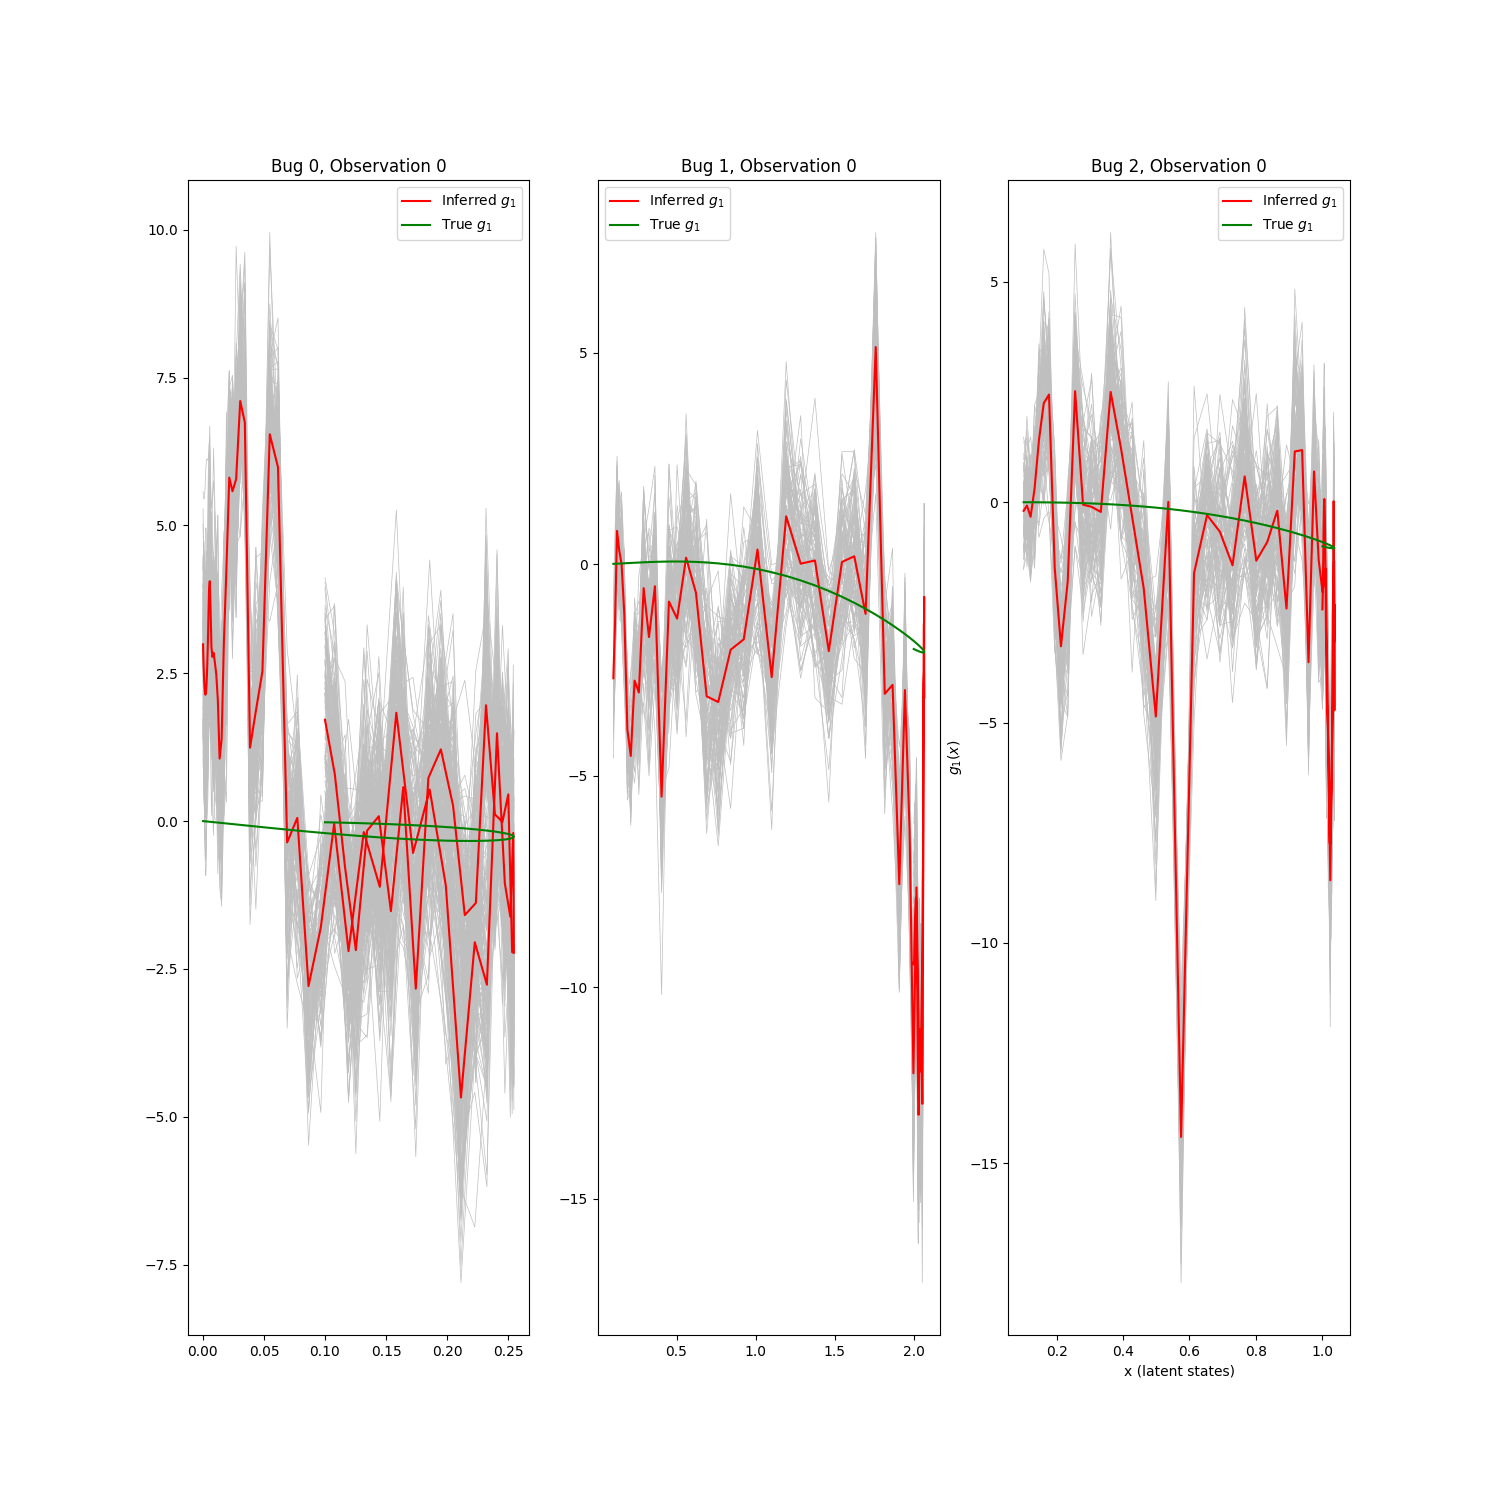 Bug 0, Observation 0
Inferred g₁
True g₁
10.0
7.5
5.0
2.5
0.0
−2.5
−5.0
−7.5
0.00 0.05 0.10 0.15 0.20 0.25
Bug 1, Observation 0
Inferred g₁
True g₁
5
0
−5
−10
−15
0.5 1.0 1.5 2.0
Bug 2, Observation 0
Inferred g₁
True g₁
g₁(x)
5
0
−5
−10
−15
0.2 0.4 0.6 0.8 1.0
x (latent states)